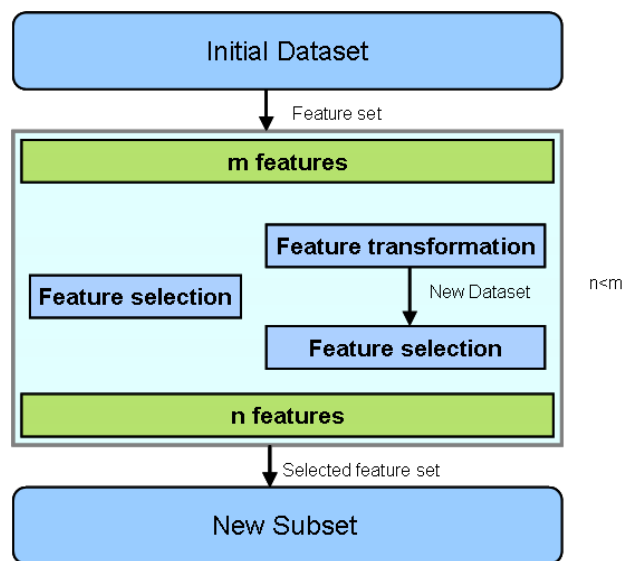 Initial Dataset
Feature set
m features
Feature transformation
Feature selection
New Dataset
n<m
Feature selection
n features
Selected feature set
New Subset